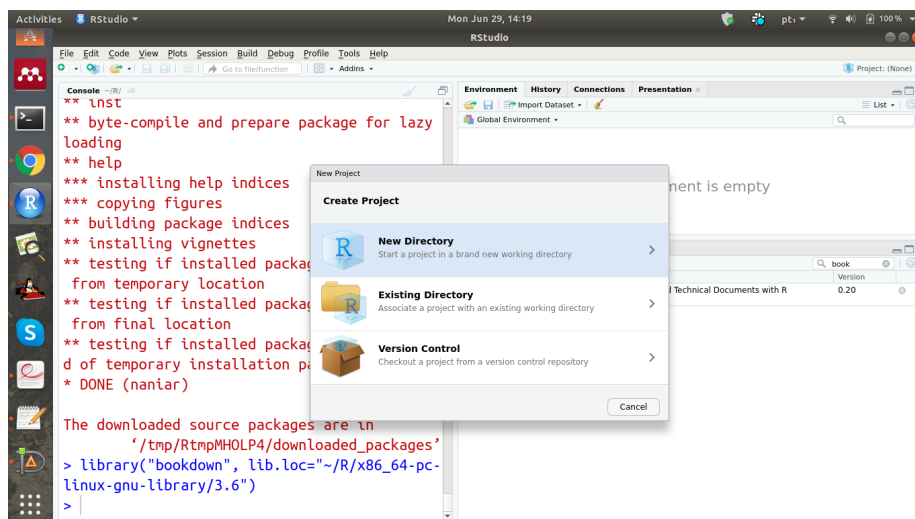 Activities RStudio Mon Jun 29, 14:19 pt₁ 100 %
RStudio
File Edit Code View Plots Session Build Debug Profile Tools Help
Go to file/function Addins Project: (None)
Console ~/R/
** inst
** byte-compile and prepare package for lazy
loading
** help
*** installing help indices
*** copying figures
** building package indices
** installing vignettes
** testing if installed packag
from temporary location
** testing if installed packag
from final location
** testing if installed packag
d of temporary installation pa
* DONE (naniar)
The downloaded source packages are in
‘/tmp/RtmpMHOLP4/downloaded_packages’
> library("bookdown", lib.loc="~/R/x86_64-pc-
linux-gnu-library/3.6")
>
Environment History Connections Presentation
Import Dataset List
Global Environment
ment is empty
book
Version
d Technical Documents with R 0.20
New Project
Create Project
New Directory
Start a project in a brand new working directory
Existing Directory
Associate a project with an existing working directory
Version Control
Checkout a project from a version control repository
Cancel